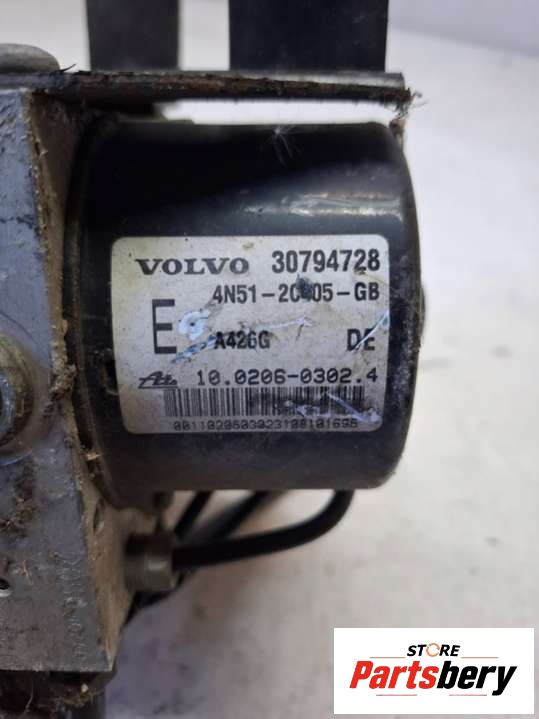 VOLVO 30794728
4N51-2C405-GB
E A426G DE
10.0206-0302.4
STORE
Partsbery